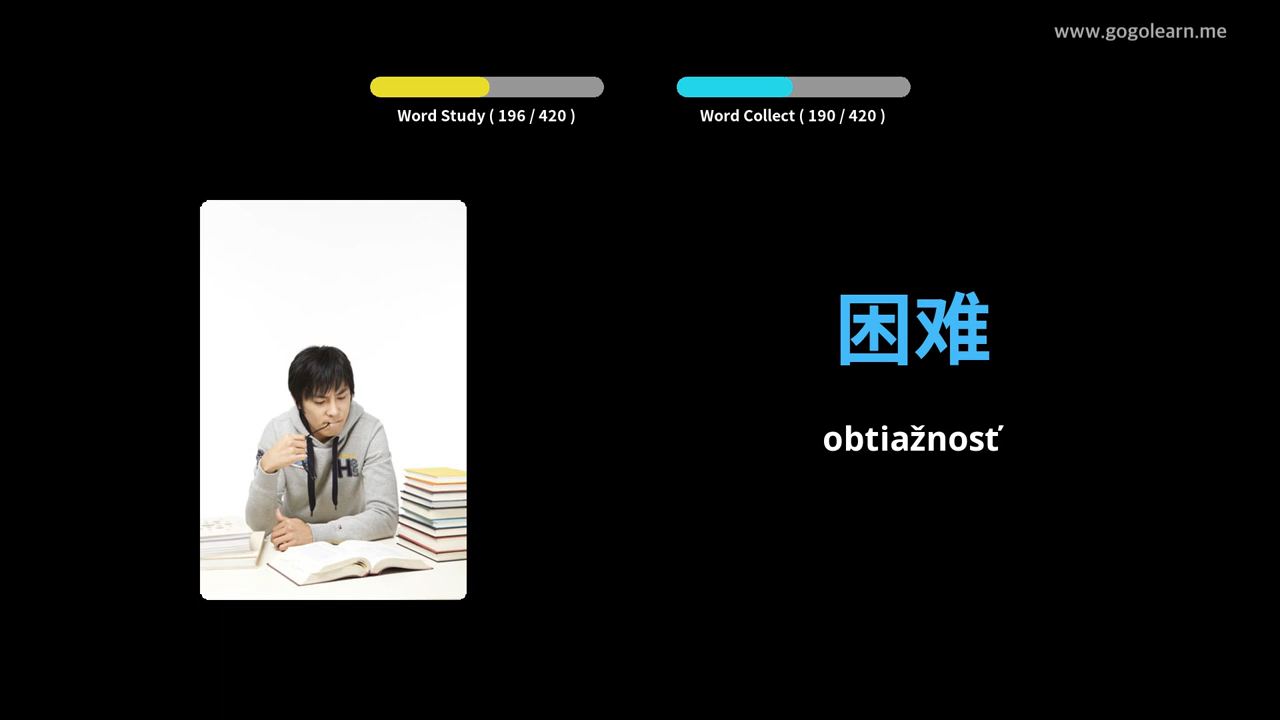 www.gogolearn.me
Word Study ( 196 / 420 )
Word Collect ( 190 / 420 )
困难
obtiažnosť
H